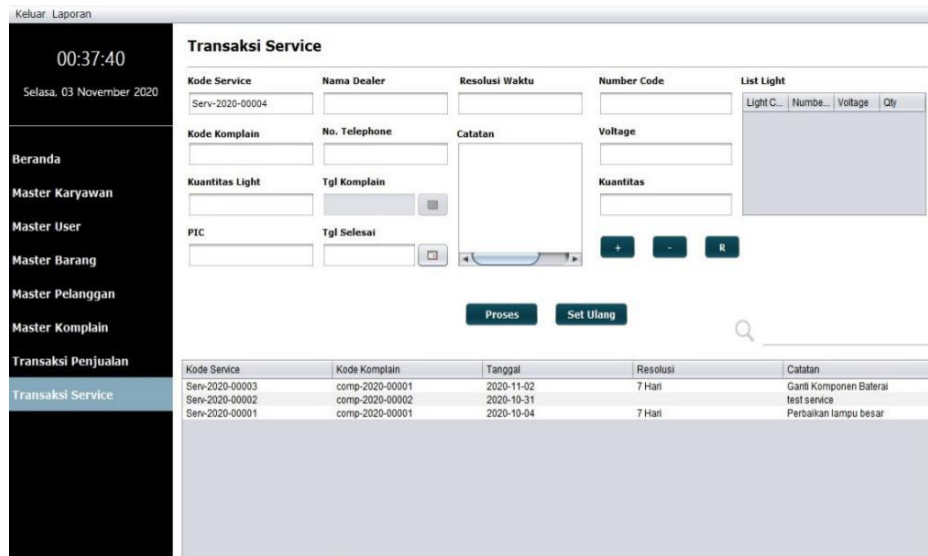 Keluar Laporan
00:37:40
Selasa, 03 November 2020
Beranda
Master Karyawan
Master User
Master Barang
Master Pelanggan
Master Komplain
Transaksi Penjualan
Transaksi Service
Transaksi Service
Kode Service Nama Dealer Resolusi Waktu Number Code List Light
Serv-2020-00004
Light C... Numbe... Voltage Qty
Kode Komplain No. Telephone Catatan Voltage
Kuantitas Light Tgl Komplain Kuantitas
PIC Tgl Selesai
+ - R
Proses Set Ulang
Kode Service Kode Komplain Tanggal Resolusi Catatan
Serv-2020-00003 comp-2020-00001 2020-11-02 7 Hari Ganti Komponen Baterai
Serv-2020-00002 comp-2020-00002 2020-10-31 test service
Serv-2020-00001 comp-2020-00001 2020-10-04 7 Hari Perbaikan lampu besar